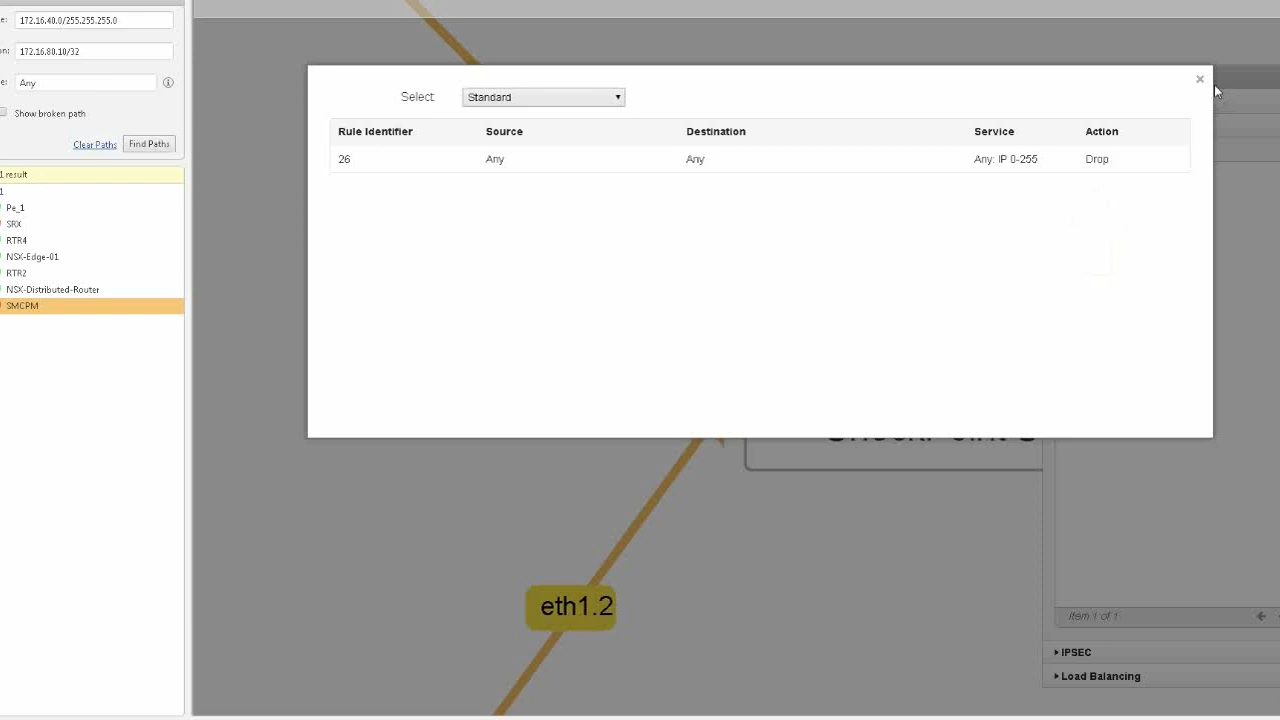 e: 172.16.40.0/255.255.255.0
on: 172.16.80.10/32
e: Any
Show broken path
Clear Paths Find Paths
1 result
1
Pe_1
SRX
RTR4
NSX-Edge-01
RTR2
NSX-Distributed-Router
SMCPM
Select: Standard
Rule Identifier Source Destination Service Action
26 Any Any Any: IP 0-255 Drop
eth1.2
Item 1 of 1
IPSEC
Load Balancing